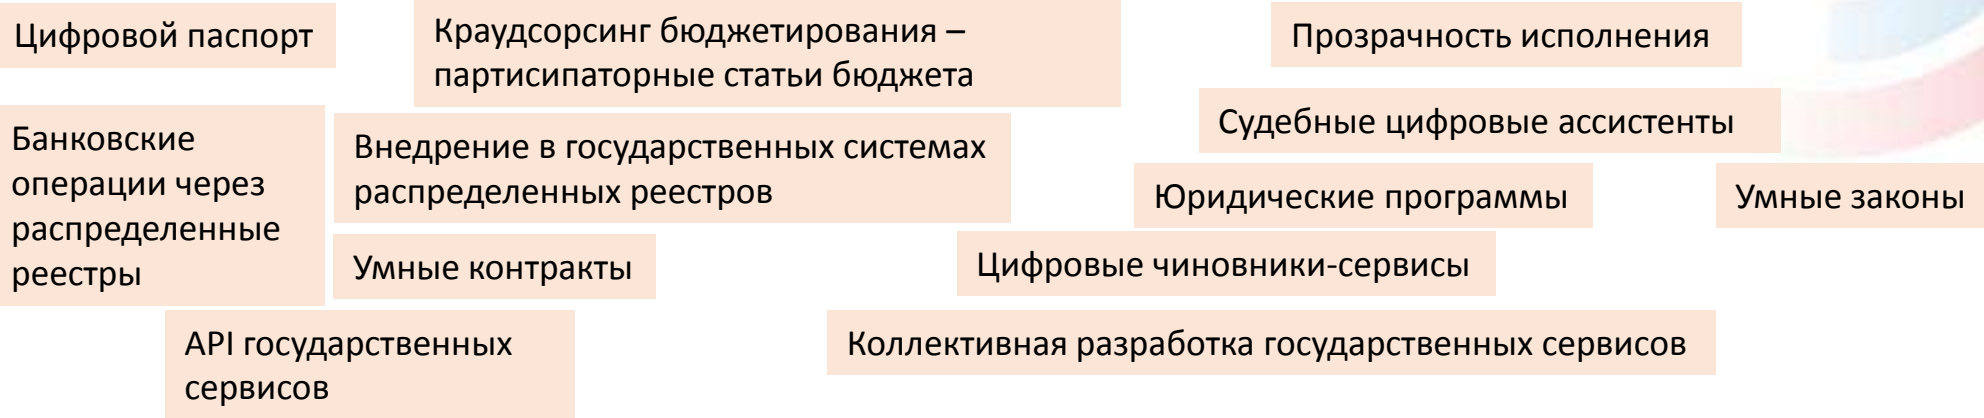 Цифровой паспорт
Краудсорсинг бюджетирования –
партисипаторные статьи бюджета
Прозрачность исполнения
Банковские
операции через
распределенные
реестры
Внедрение в государственных системах
распределенных реестров
Судебные цифровые ассистенты
Юридические программы
Умные законы
Умные контракты
Цифровые чиновники-сервисы
API государственных
сервисов
Коллективная разработка государственных сервисов